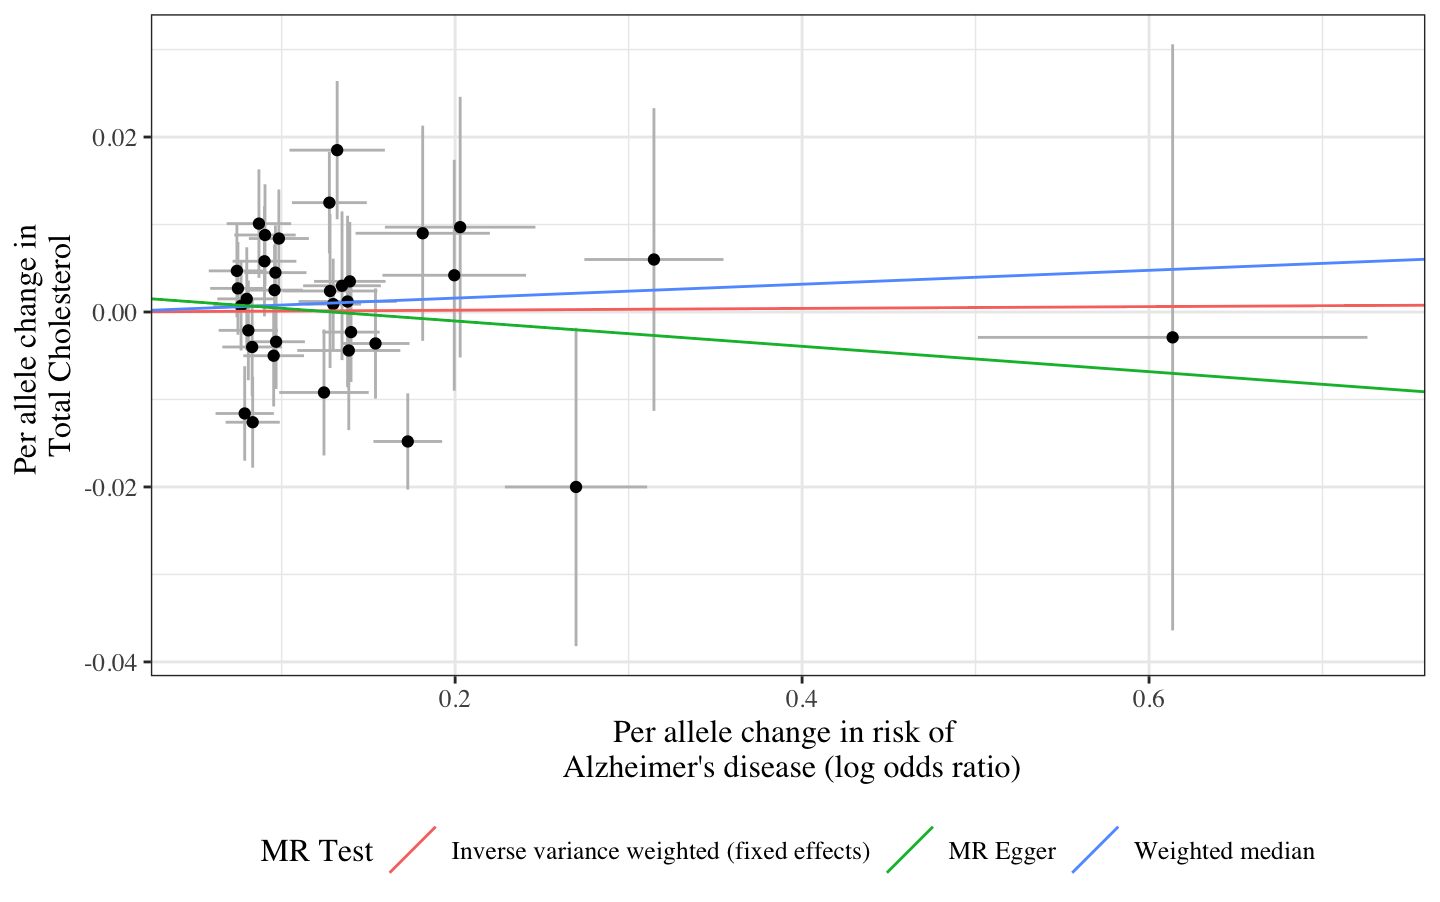 Per allele change in
Total Cholesterol
0.02
0.00
-0.02
-0.04
0.2
0.4
0.6
Per allele change in risk of
Alzheimer's disease (log odds ratio)
MR Test
Inverse variance weighted (fixed effects)
MR Egger
Weighted median